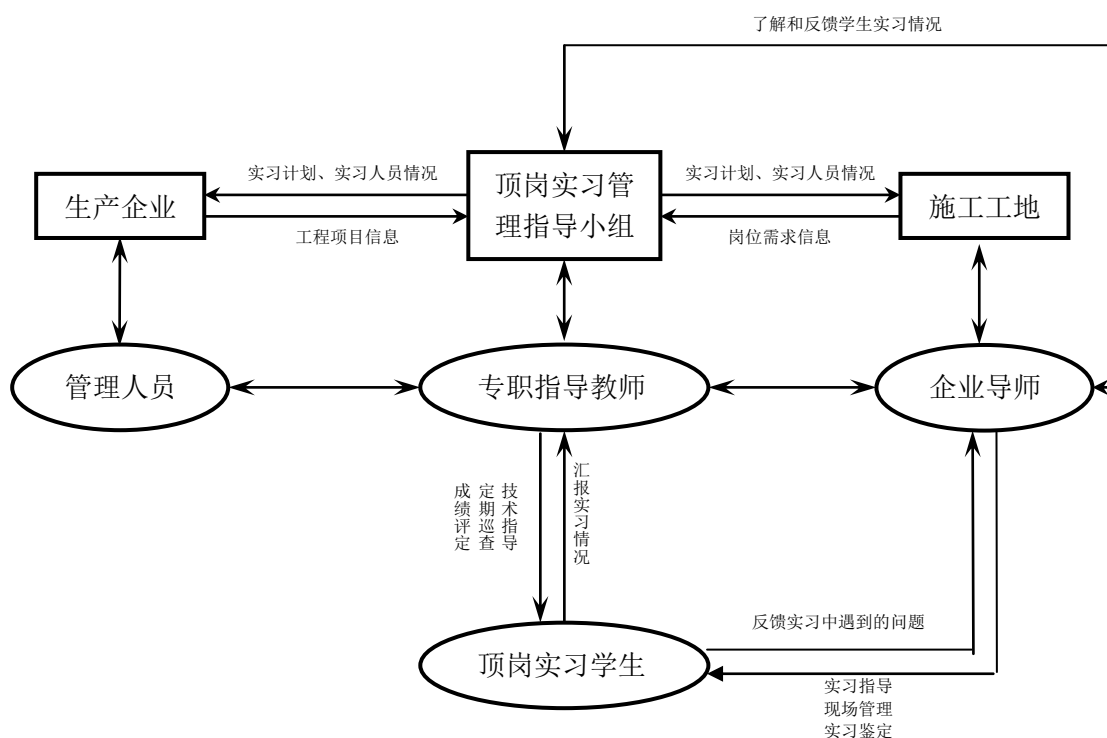 了解和反馈学生实习情况
实习计划、实习人员情况
顶岗实习管
理指导小组
实习计划、实习人员情况
生产企业
施工工地
工程项目信息
岗位需求信息
管理人员
专职指导教师
企业导师
技术指导
定期巡查
成绩评定
汇报实习情况
反馈实习中遇到的问题
顶岗实习学生
实习指导
现场管理
实习鉴定